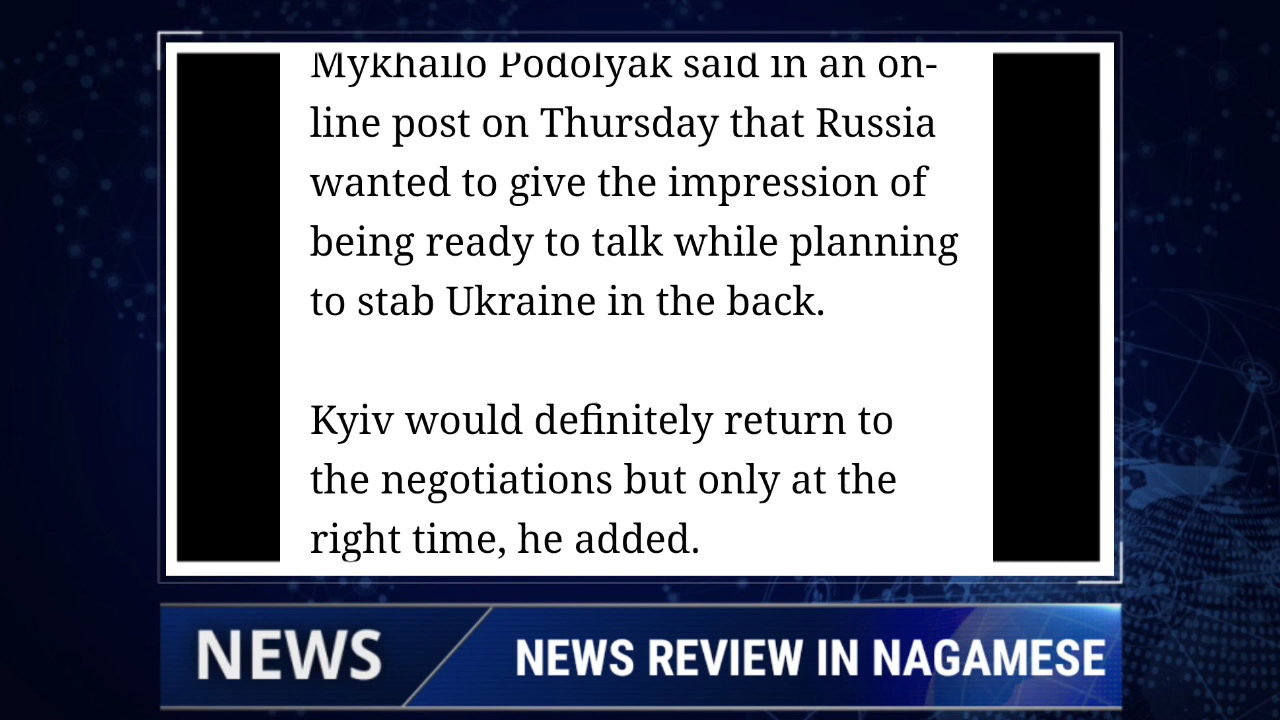 Mykhailo Podolyak said in an on-
line post on Thursday that Russia
wanted to give the impression of
being ready to talk while planning
to stab Ukraine in the back.
Kyiv would definitely return to
the negotiations but only at the
right time, he added.
NEWS
NEWS REVIEW IN NAGAMESE